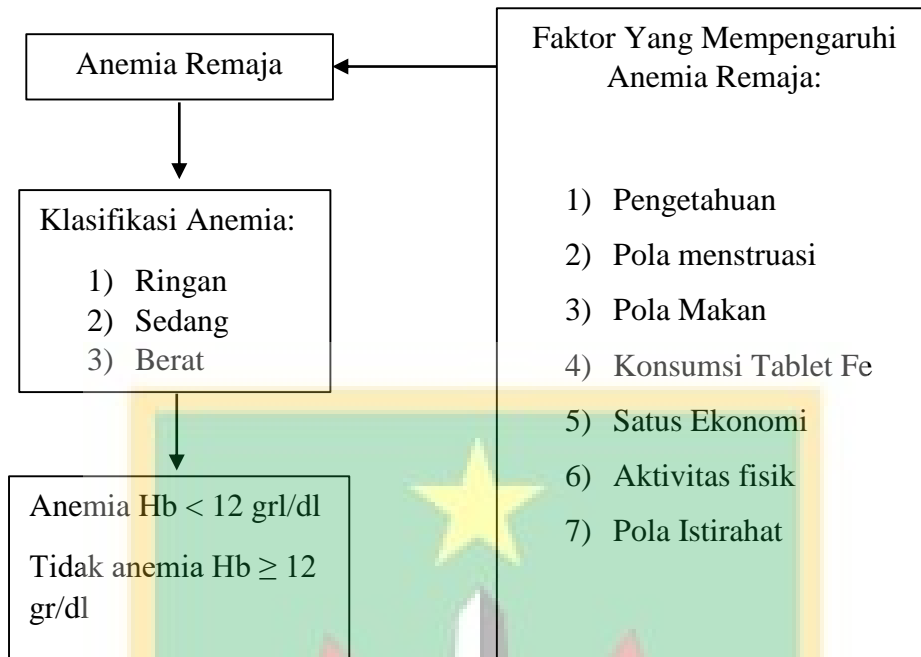 Anemia Remaja
Faktor Yang Mempengaruhi
Anemia Remaja:
Klasifikasi Anemia:
1) Ringan
2) Sedang
3) Berat
1) Pengetahuan
2) Pola menstruasi
3) Pola Makan
4) Konsumsi Tablet Fe
5) Satus Ekonomi
6) Aktivitas fisik
7) Pola Istirahat
Anemia Hb < 12 grl/dl
Tidak anemia Hb ≥ 12
gr/dl